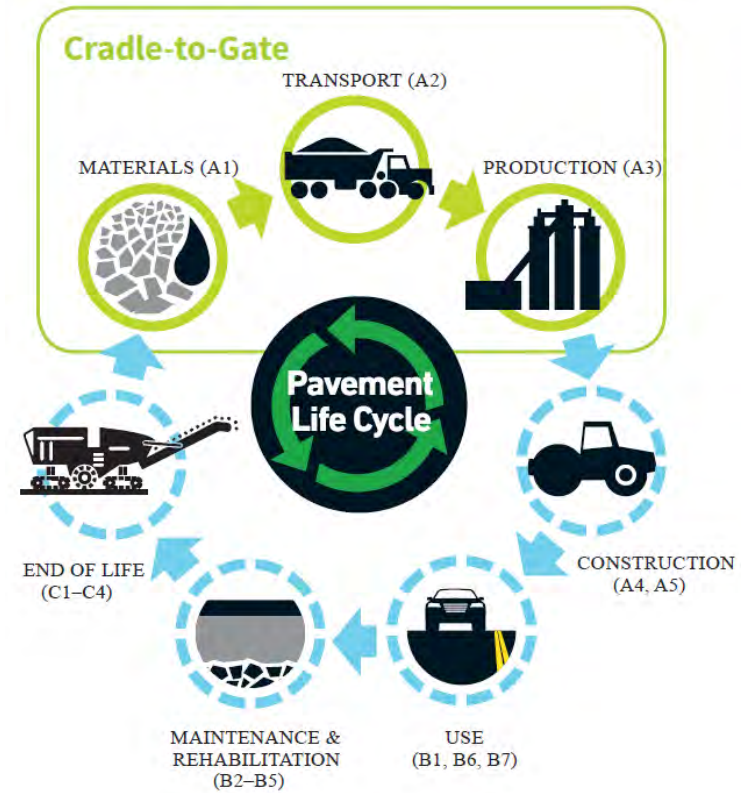 Cradle-to-Gate
TRANSPORT (A2)
MATERIALS (A1)
PRODUCTION (A3)
Pavement
Life Cycle
CONSTRUCTION
(A4, A5)
END OF LIFE
(C1–C4)
USE
(B1, B6, B7)
MAINTENANCE &
REHABILITATION
(B2–B5)